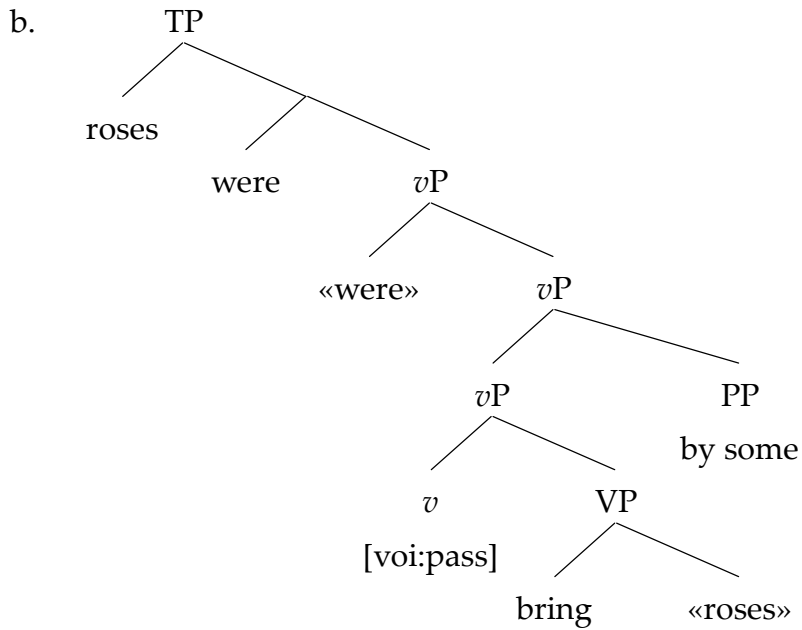 b. TP
roses
were vP
«were» vP
vP PP
by some
v VP
[voi:pass]
bring «roses»